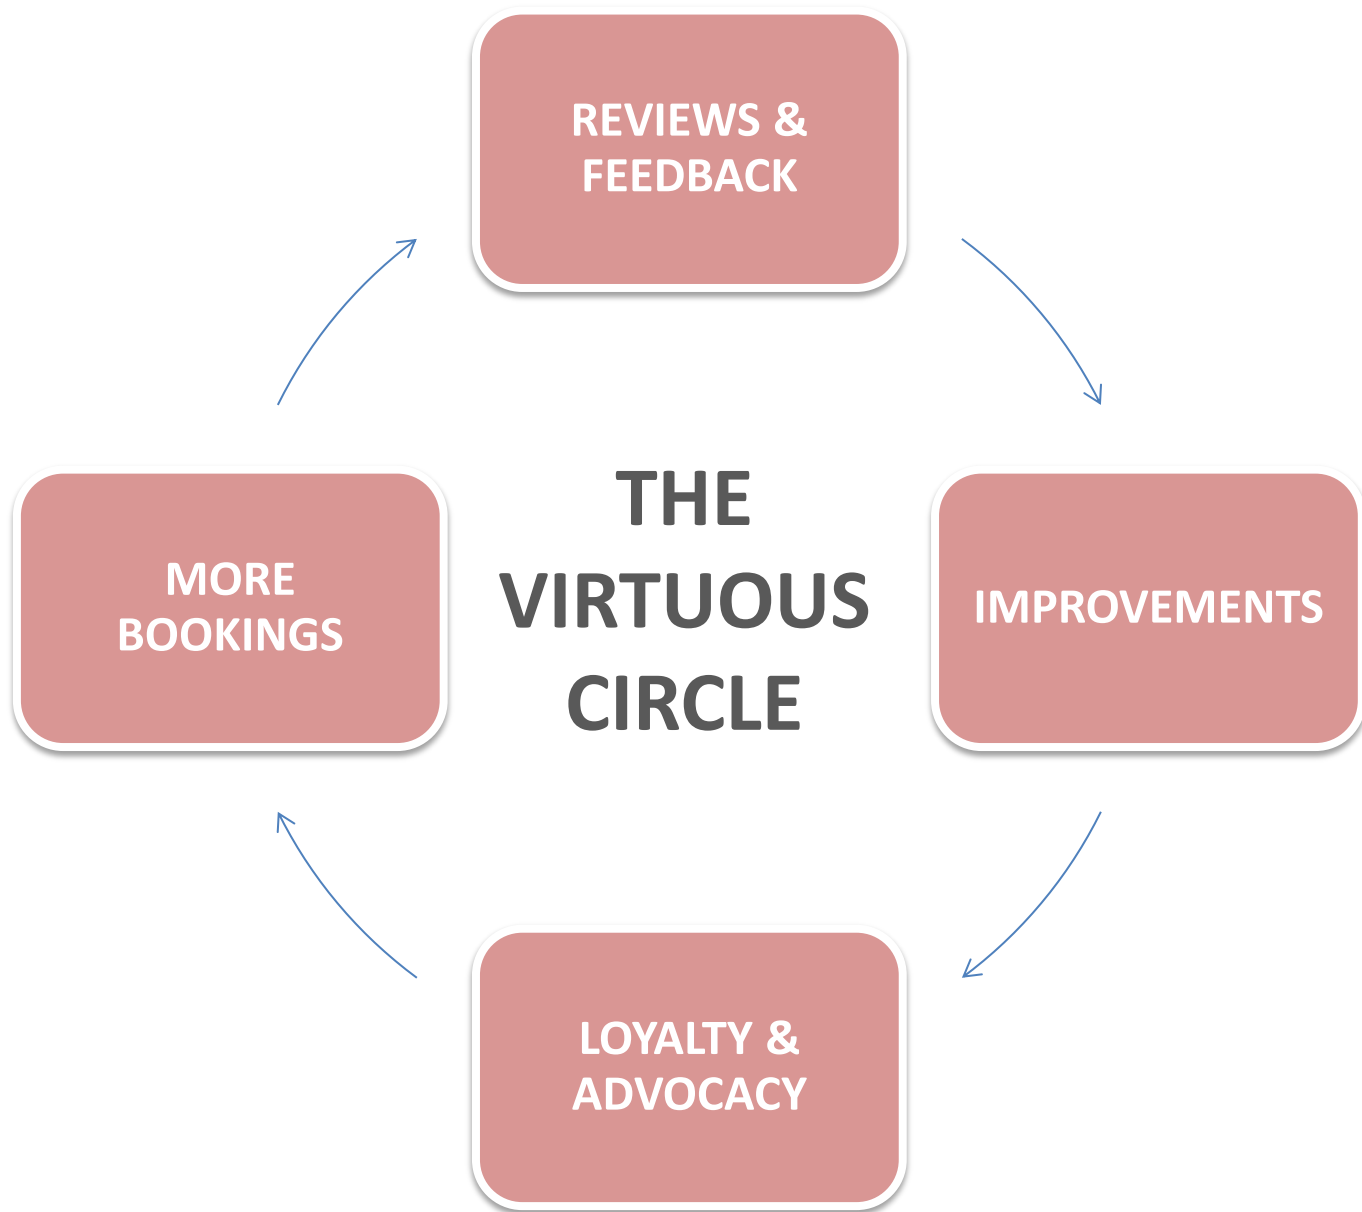 REVIEWS &
FEEDBACK
THE
VIRTUOUS
CIRCLE
MORE
BOOKINGS
IMPROVEMENTS
LOYALTY &
ADVOCACY